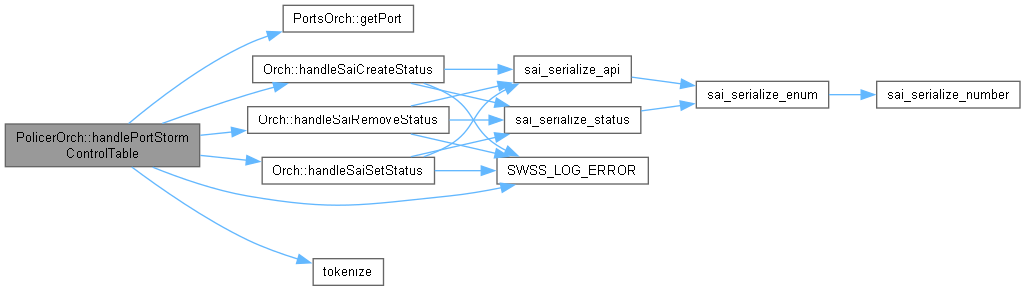 PolicerOrch::handlePortStorm
ControlTable
PortsOrch::getPort
Orch::handleSaiCreateStatus
Orch::handleSaiRemoveStatus
Orch::handleSaiSetStatus
tokenize
sai_serialize_api
sai_serialize_status
SWSS_LOG_ERROR
sai_serialize_enum
sai_serialize_number